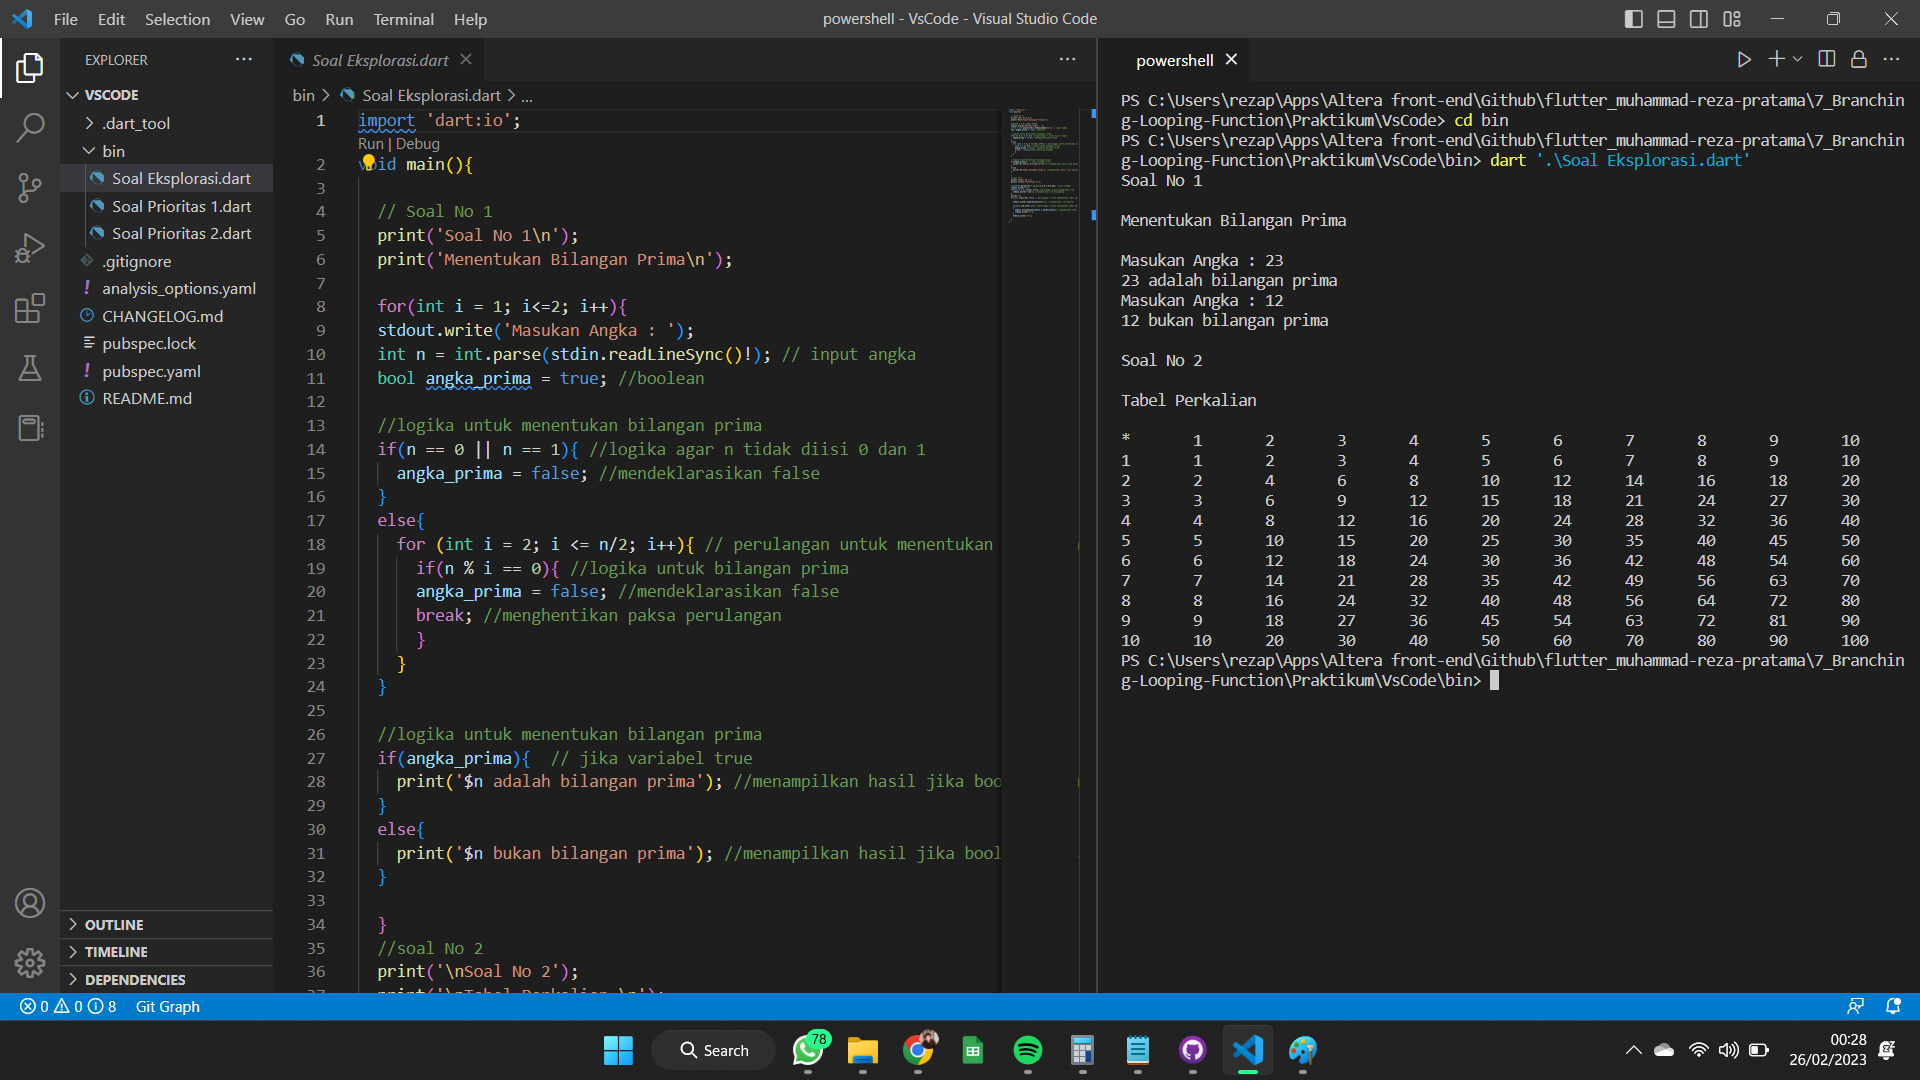 File Edit Selection View Go Run Terminal Help
powershell - VsCode - Visual Studio Code
EXPLORER
VSCODE
.dart_tool
bin
Soal Eksplorasi.dart
Soal Prioritas 1.dart
Soal Prioritas 2.dart
.gitignore
analysis_options.yaml
CHANGELOG.md
pubspec.lock
pubspec.yaml
README.md
OUTLINE
TIMELINE
DEPENDENCIES
Soal Eksplorasi.dart
bin > Soal Eksplorasi.dart > ...
1 import 'dart:io';
Run | Debug
2 void main(){
3
4 // Soal No 1
5 print('Soal No 1\n');
6 print('Menentukan Bilangan Prima\n');
7
8 for(int i = 1; i<=2; i++){
9 stdout.write('Masukan Angka : ');
10 int n = int.parse(stdin.readLineSync()!); // input angka
11 bool angka_prima = true; //boolean
12
13 //logika untuk menentukan bilangan prima
14 if(n == 0 || n == 1){ //logika agar n tidak diisi 0 dan 1
15 angka_prima = false; //mendeklarasikan false
16 }
17 else{
18 for (int i = 2; i <= n/2; i++){ // perulangan untuk menentukan
19 if(n % i == 0){ //logika untuk bilangan prima
20 angka_prima = false; //mendeklarasikan false
21 break; //menghentikan paksa perulangan
22 }
23 }
24 }
25
26 //logika untuk menentukan bilangan prima
27 if(angka_prima){ // jika variabel true
28 print('$n adalah bilangan prima'); //menampilkan hasil jika boo
29 }
30 else{
31 print('$n bukan bilangan prima'); //menampilkan hasil jika bool
32 }
33
34 }
35 //soal No 2
36 print('\nSoal No 2');
37 print('\nTabel Perkalian \n');
powershell
PS C:\Users\rezap\Apps\Altera front-end\Github\flutter_muhammad-reza-pratama\7_Branchin
g-Looping-Function\Praktikum\VsCode> cd bin
PS C:\Users\rezap\Apps\Altera front-end\Github\flutter_muhammad-reza-pratama\7_Branchin
g-Looping-Function\Praktikum\VsCode\bin> dart '.\Soal Eksplorasi.dart'
Soal No 1
Menentukan Bilangan Prima
Masukan Angka : 23
23 adalah bilangan prima
Masukan Angka : 12
12 bukan bilangan prima
Soal No 2
Tabel Perkalian
* 1 2 3 4 5 6 7 8 9 10
1 1 2 3 4 5 6 7 8 9 10
2 2 4 6 8 10 12 14 16 18 20
3 3 6 9 12 15 18 21 24 27 30
4 4 8 12 16 20 24 28 32 36 40
5 5 10 15 20 25 30 35 40 45 50
6 6 12 18 24 30 36 42 48 54 60
7 7 14 21 28 35 42 49 56 63 70
8 8 16 24 32 40 48 56 64 72 80
9 9 18 27 36 45 54 63 72 81 90
10 10 20 30 40 50 60 70 80 90 100
PS C:\Users\rezap\Apps\Altera front-end\Github\flutter_muhammad-reza-pratama\7_Branchin
g-Looping-Function\Praktikum\VsCode\bin>
0 0 8 Git Graph
Search
78
00:28
26/02/2023